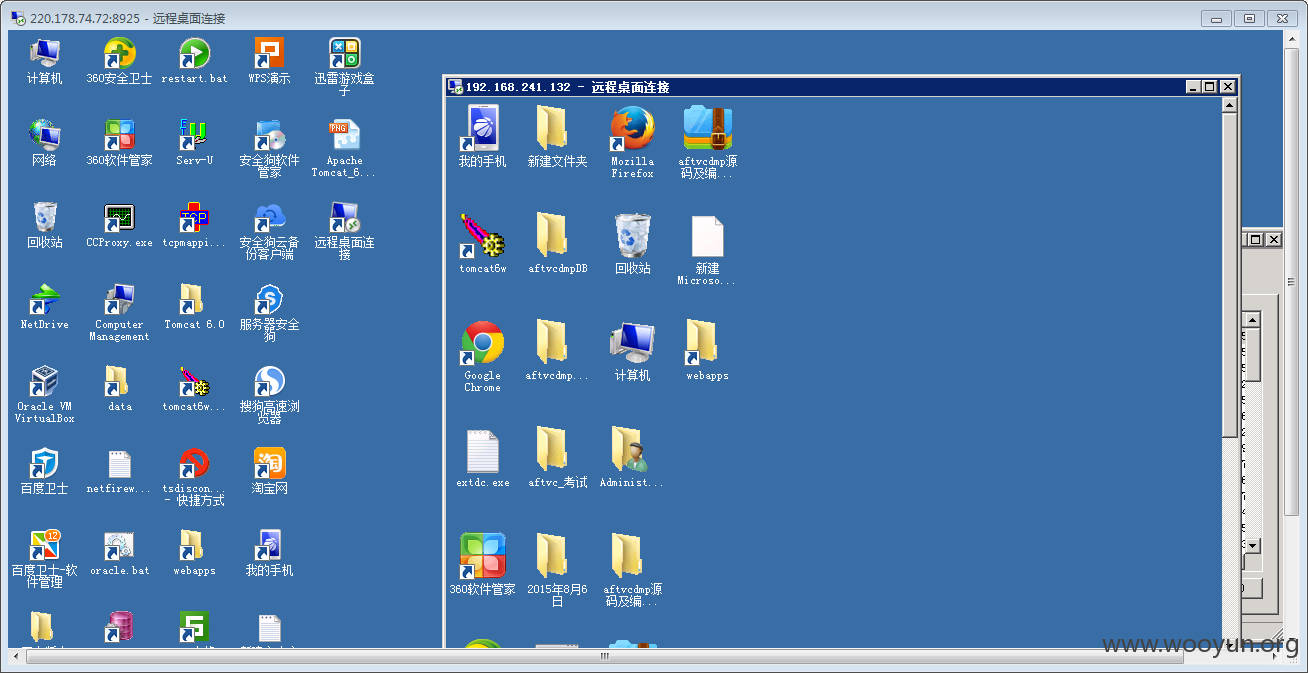 220.178.74.72:8925 - 远程桌面连接
计算机
360安全卫士
restart.bat
WPS演示
迅雷游戏盒
子
网络
360软件管家
Serv-U
安全狗软件
管家
Apache
Tomcat_6...
回收站
CCProxy.exe
tcpmappi...
安全狗云备
份客户端
远程桌面连
接
NetDrive
Computer
Management
Tomcat 6.0
服务器安全
狗
Oracle VM
VirtualBox
data
tomcat6w...
搜狗高速浏
览器
百度卫士
netfirew...
tsdiscon...
- 快捷方式
淘宝网
12
百度卫士-软
件管理
oracle.bat
webapps
我的手机
192.168.241.132 - 远程桌面连接
我的手机
新建文件夹
Mozilla
Firefox
aftvcdmp源
码及编...
tomcat6w
aftvcdmpDB
回收站
新建
Microso...
Google
Chrome
aftvcdmp...
计算机
webapps
extdc.exe
aftvc_考试
Administ...
360软件管家
2015年8月6
日
aftvcdmp源
码及编...
www.wooyun.org